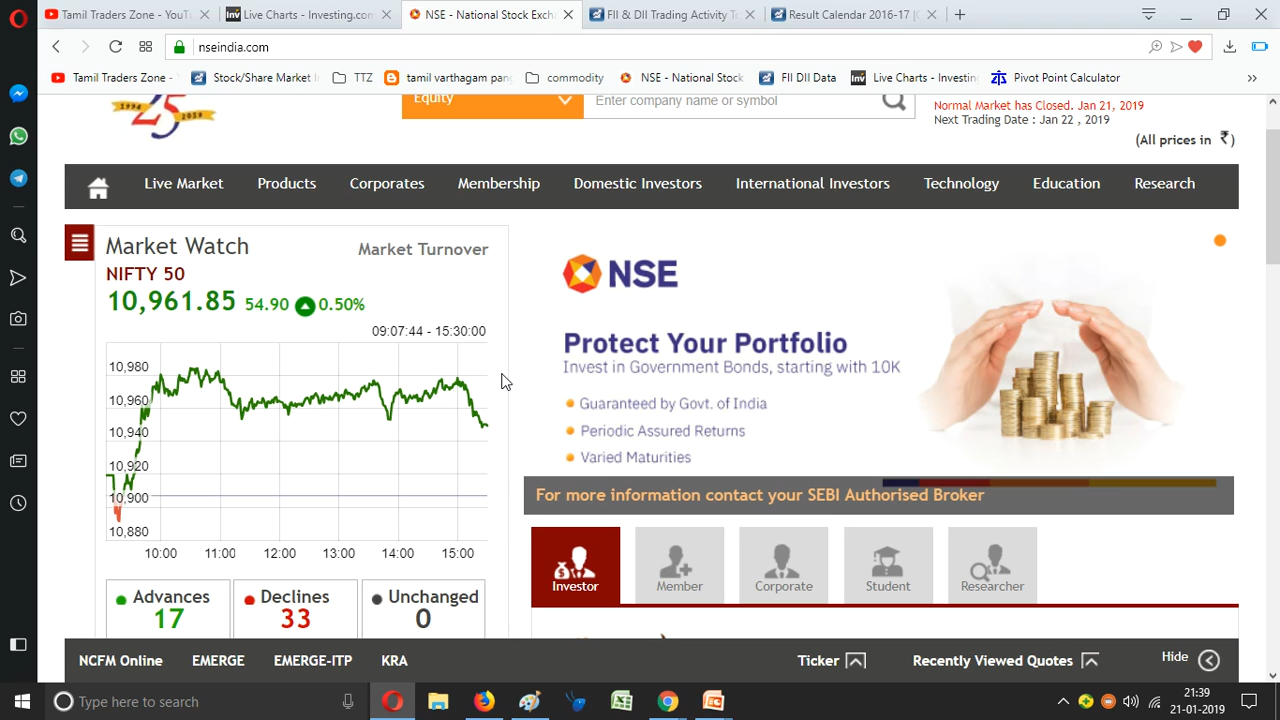 Tamil Traders Zone - YouTu
Live Charts - Investing.com
NSE - National Stock Exch
FII & DII Trading Activity T
Result Calendar 2016-17 |
nseindia.com
Tamil Traders Zone -
Stock/Share Market
TTZ
tamil varthagam pan
commodity
NSE - National Stock
FII DII Data
Live Charts - Investin
Pivot Point Calculator
1994 25 2019
Equity
Enter company name or symbol
Normal Market has Closed. Jan 21, 2019
Next Trading Date : Jan 22 , 2019
(All prices in ₹)
Live Market
Products
Corporates
Membership
Domestic Investors
International Investors
Technology
Education
Research
Market Watch
Market Turnover
NIFTY 50
10,961.85 54.90 0.50%
09:07:44 - 15:30:00
10,980
10,960
10,940
10,920
10,900
10,880
10:00 11:00 12:00 13:00 14:00 15:00
Advances
17
Declines
33
Unchanged
0
NSE
Protect Your Portfolio
Invest in Government Bonds, starting with 10K
Guaranteed by Govt. of India
Periodic Assured Returns
Varied Maturities
For more information contact your SEBI Authorised Broker
Investor
Member
Corporate
Student
Researcher
NCFM Online
EMERGE
EMERGE-ITP
KRA
Ticker
Recently Viewed Quotes
Hide
Type here to search
21:39
21-01-2019